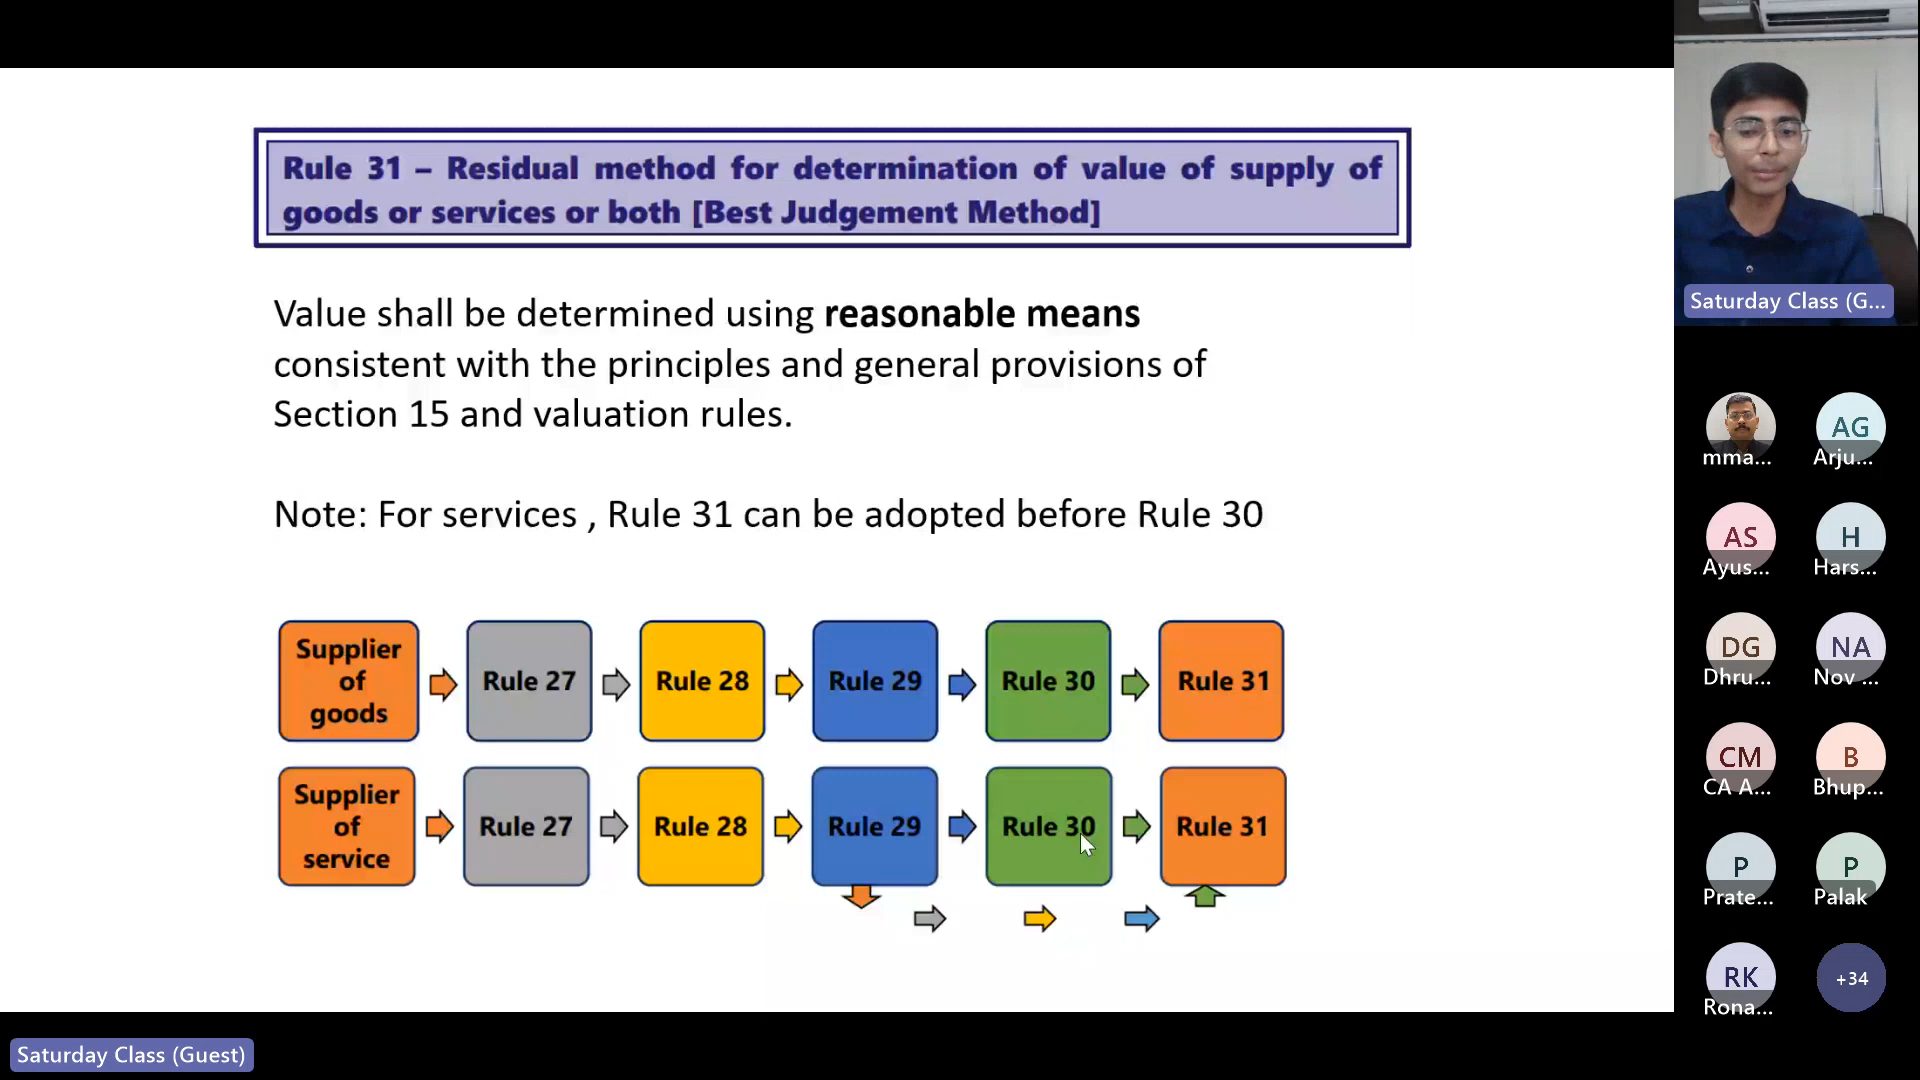 Rule 31 – Residual method for determination of value of supply of
goods or services or both [Best Judgement Method]
Value shall be determined using reasonable means
consistent with the principles and general provisions of
Section 15 and valuation rules.
Note: For services , Rule 31 can be adopted before Rule 30
Supplier
of
goods
Rule 27
Rule 28
Rule 29
Rule 30
Rule 31
Supplier
of
service
Rule 27
Rule 28
Rule 29
Rule 30
Rule 31
Saturday Class (G...
mma...
AG
Arju...
AS
Ayus...
H
Hars...
DG
Dhru...
NA
Nov ...
CM
CA A...
B
Bhup...
P
Prate...
P
Palak
RK
Rona...
+34
Saturday Class (Guest)